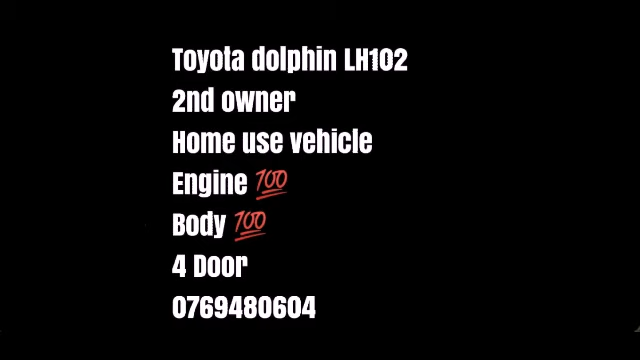 Toyota dolphin LH102
2nd owner
Home use vehicle
Engine 💯
Body 💯
4 Door
0769480604